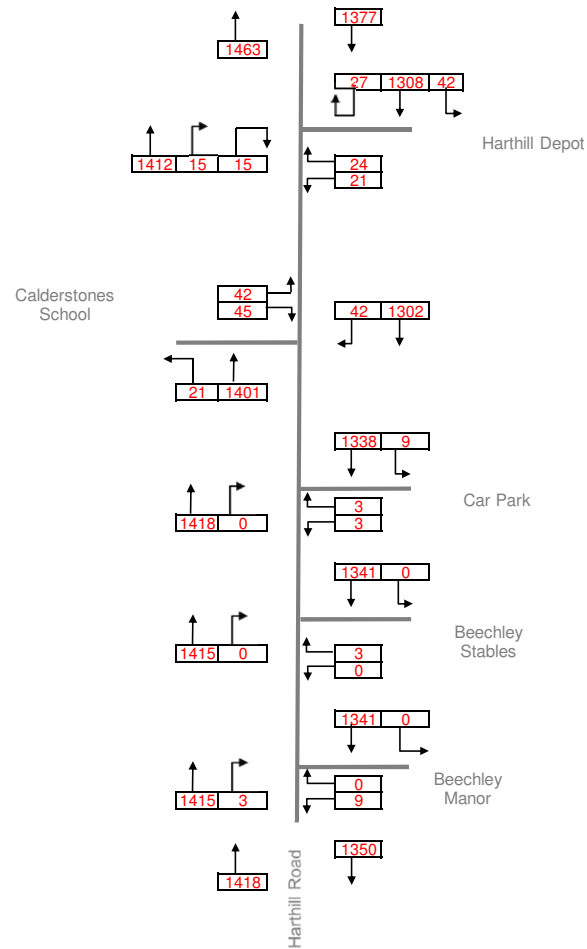 1377
1463
27 1308 42
Harthill Depot
1412 15 15
24
21
Calderstones
School
42
45
42 1302
21 1401
1338 9
Car Park
1418 0
3
3
1341 0
Beechley
Stables
1415 0
3
0
1341 0
Beechley
Manor
1415 3
0
9
1350
1418
Harthill Road